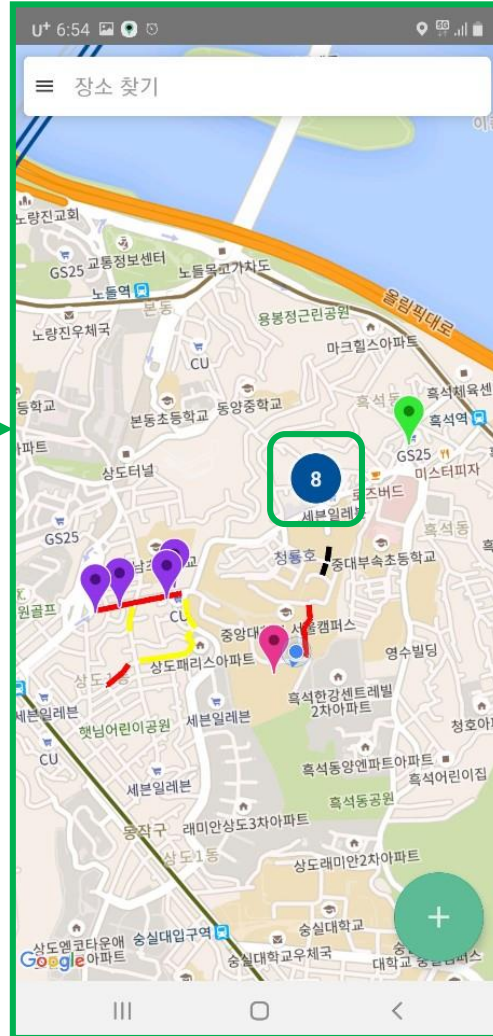 U+ 6:54
5G
장소 찾기
노량진교회
교통정보센터
GS25
노들목고가차도
노들역
본동
노량진우체국
용봉정근린공원
올림픽대로
마크힐스아파트
CU
본동초등학교
동양중학교
흑석동
흑석체육센
흑석역
등학교
아파트
상도터널
8
GS25
미스터피자
로즈버드
세븐일레븐
흑석동
GS25
청룡호
중대부속초등학교
원골프
CU
서울캠퍼스
상도패리스아파트
영수빌딩
상도1동
세븐일레븐
햇님어린이공원
세븐일레븐
흑석한강센트레빌
2차아파트
청호아
CU
흑석동양엔파트아파트
흑석어린이집
세븐일레븐
흑석동공원
동작구
래미안상도3차아파트
상도1동
상도래미안2차아파트
+
숭실대입구역
숭실대학교
상도엠코타운애
Google
아파트
숭실대학교우체국